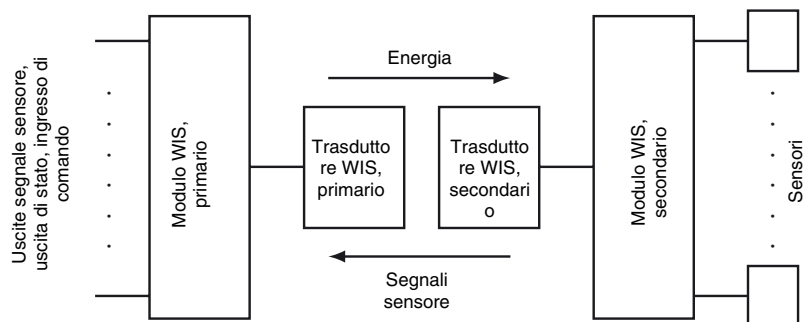 Uscite segnale sensore,
uscita di stato, ingresso di
comando
Modulo WIS,
primario
Energia
Trasdutto
re WIS,
primario
Trasdutto
re WIS,
secondari
o
Segnali
sensore
Modulo WIS,
secondario
Sensori